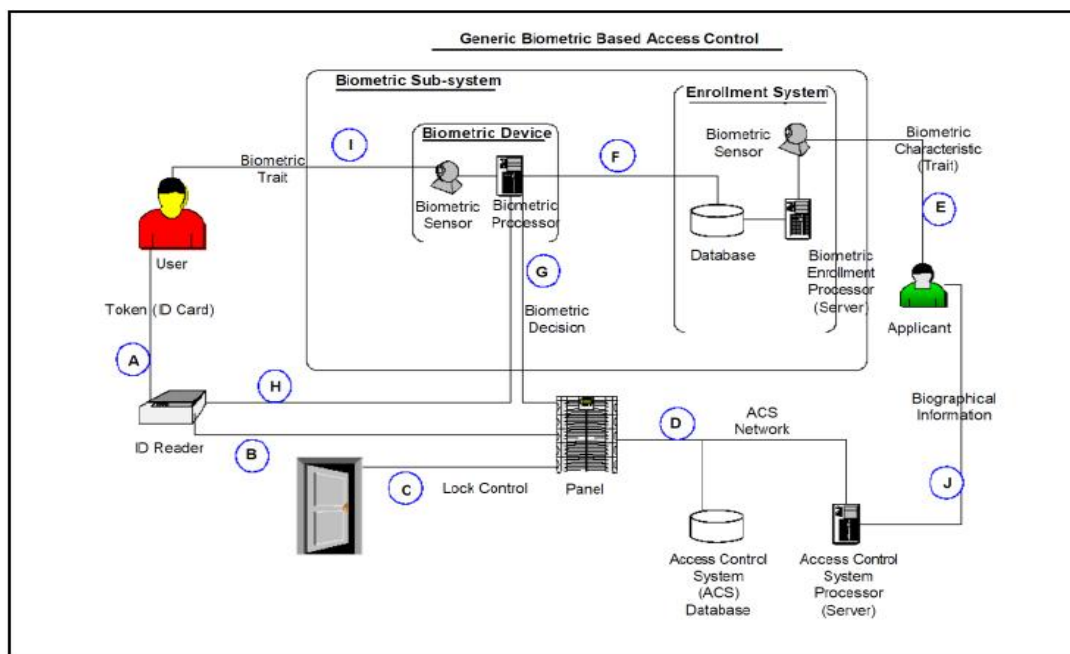 Generic Biometric Based Access Control
Biometric Sub-system
Enrollment System
Biometric Device
Biometric
Sensor
Biometric
Characteristic
(Trait)
I
F
E
Biometric
Trait
Biometric
Sensor
Biometric
Processor
Database
Biometric
Enrollment
Processor
(Server)
User
G
Applicant
Token (ID Card)
Biometric
Decision
A
H
Biographical
Information
ID Reader
B
D
ACS
Network
C
Lock Control
Panel
J
Access Control
System
(ACS)
Database
Access Control
System
Processor
(Server)